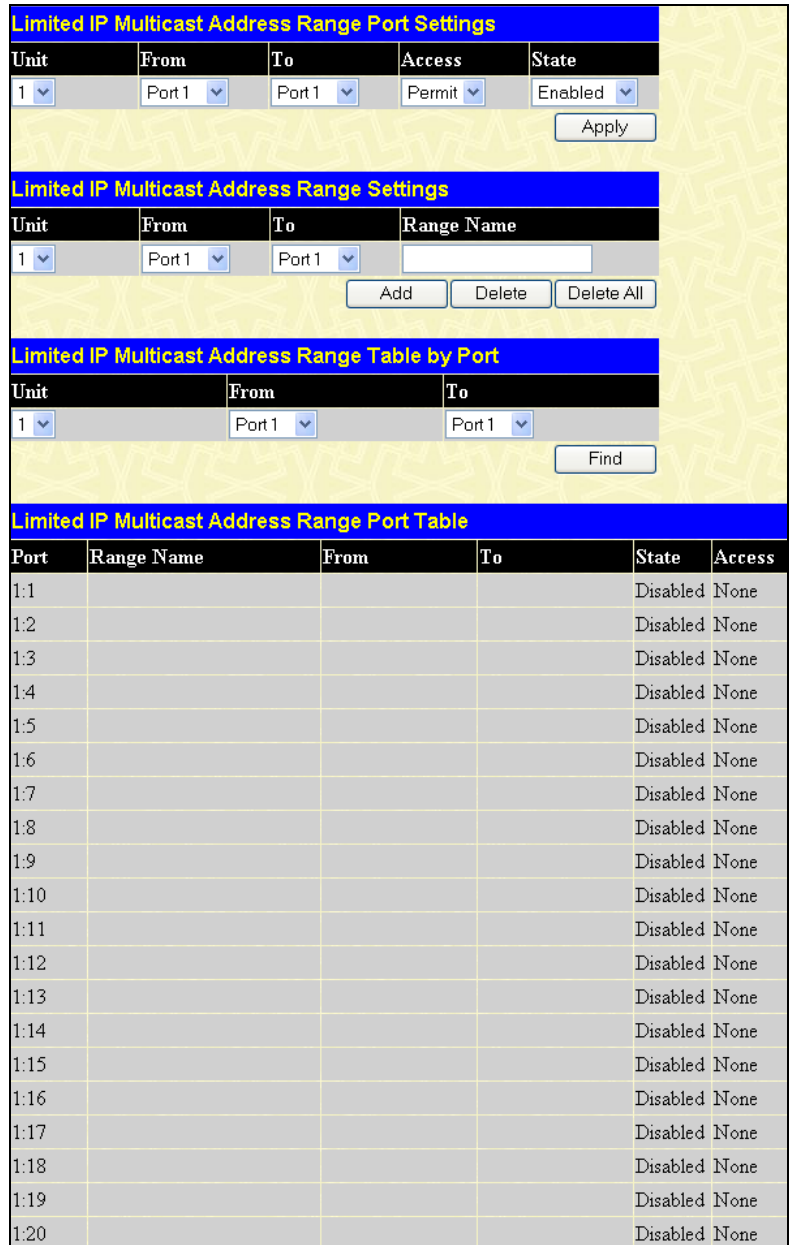 Limited IP Multicast Address Range Port Settings
Unit From To Access State
1 Port 1 Port 1 Permit Enabled
Apply
Limited IP Multicast Address Range Settings
Unit From To Range Name
1 Port 1 Port 1
Add Delete Delete All
Limited IP Multicast Address Range Table by Port
Unit From To
1 Port 1 Port 1
Find
Limited IP Multicast Address Range Port Table
Port Range Name From To State Access
1:1 Disabled None
1:2 Disabled None
1:3 Disabled None
1:4 Disabled None
1:5 Disabled None
1:6 Disabled None
1:7 Disabled None
1:8 Disabled None
1:9 Disabled None
1:10 Disabled None
1:11 Disabled None
1:12 Disabled None
1:13 Disabled None
1:14 Disabled None
1:15 Disabled None
1:16 Disabled None
1:17 Disabled None
1:18 Disabled None
1:19 Disabled None
1:20 Disabled None